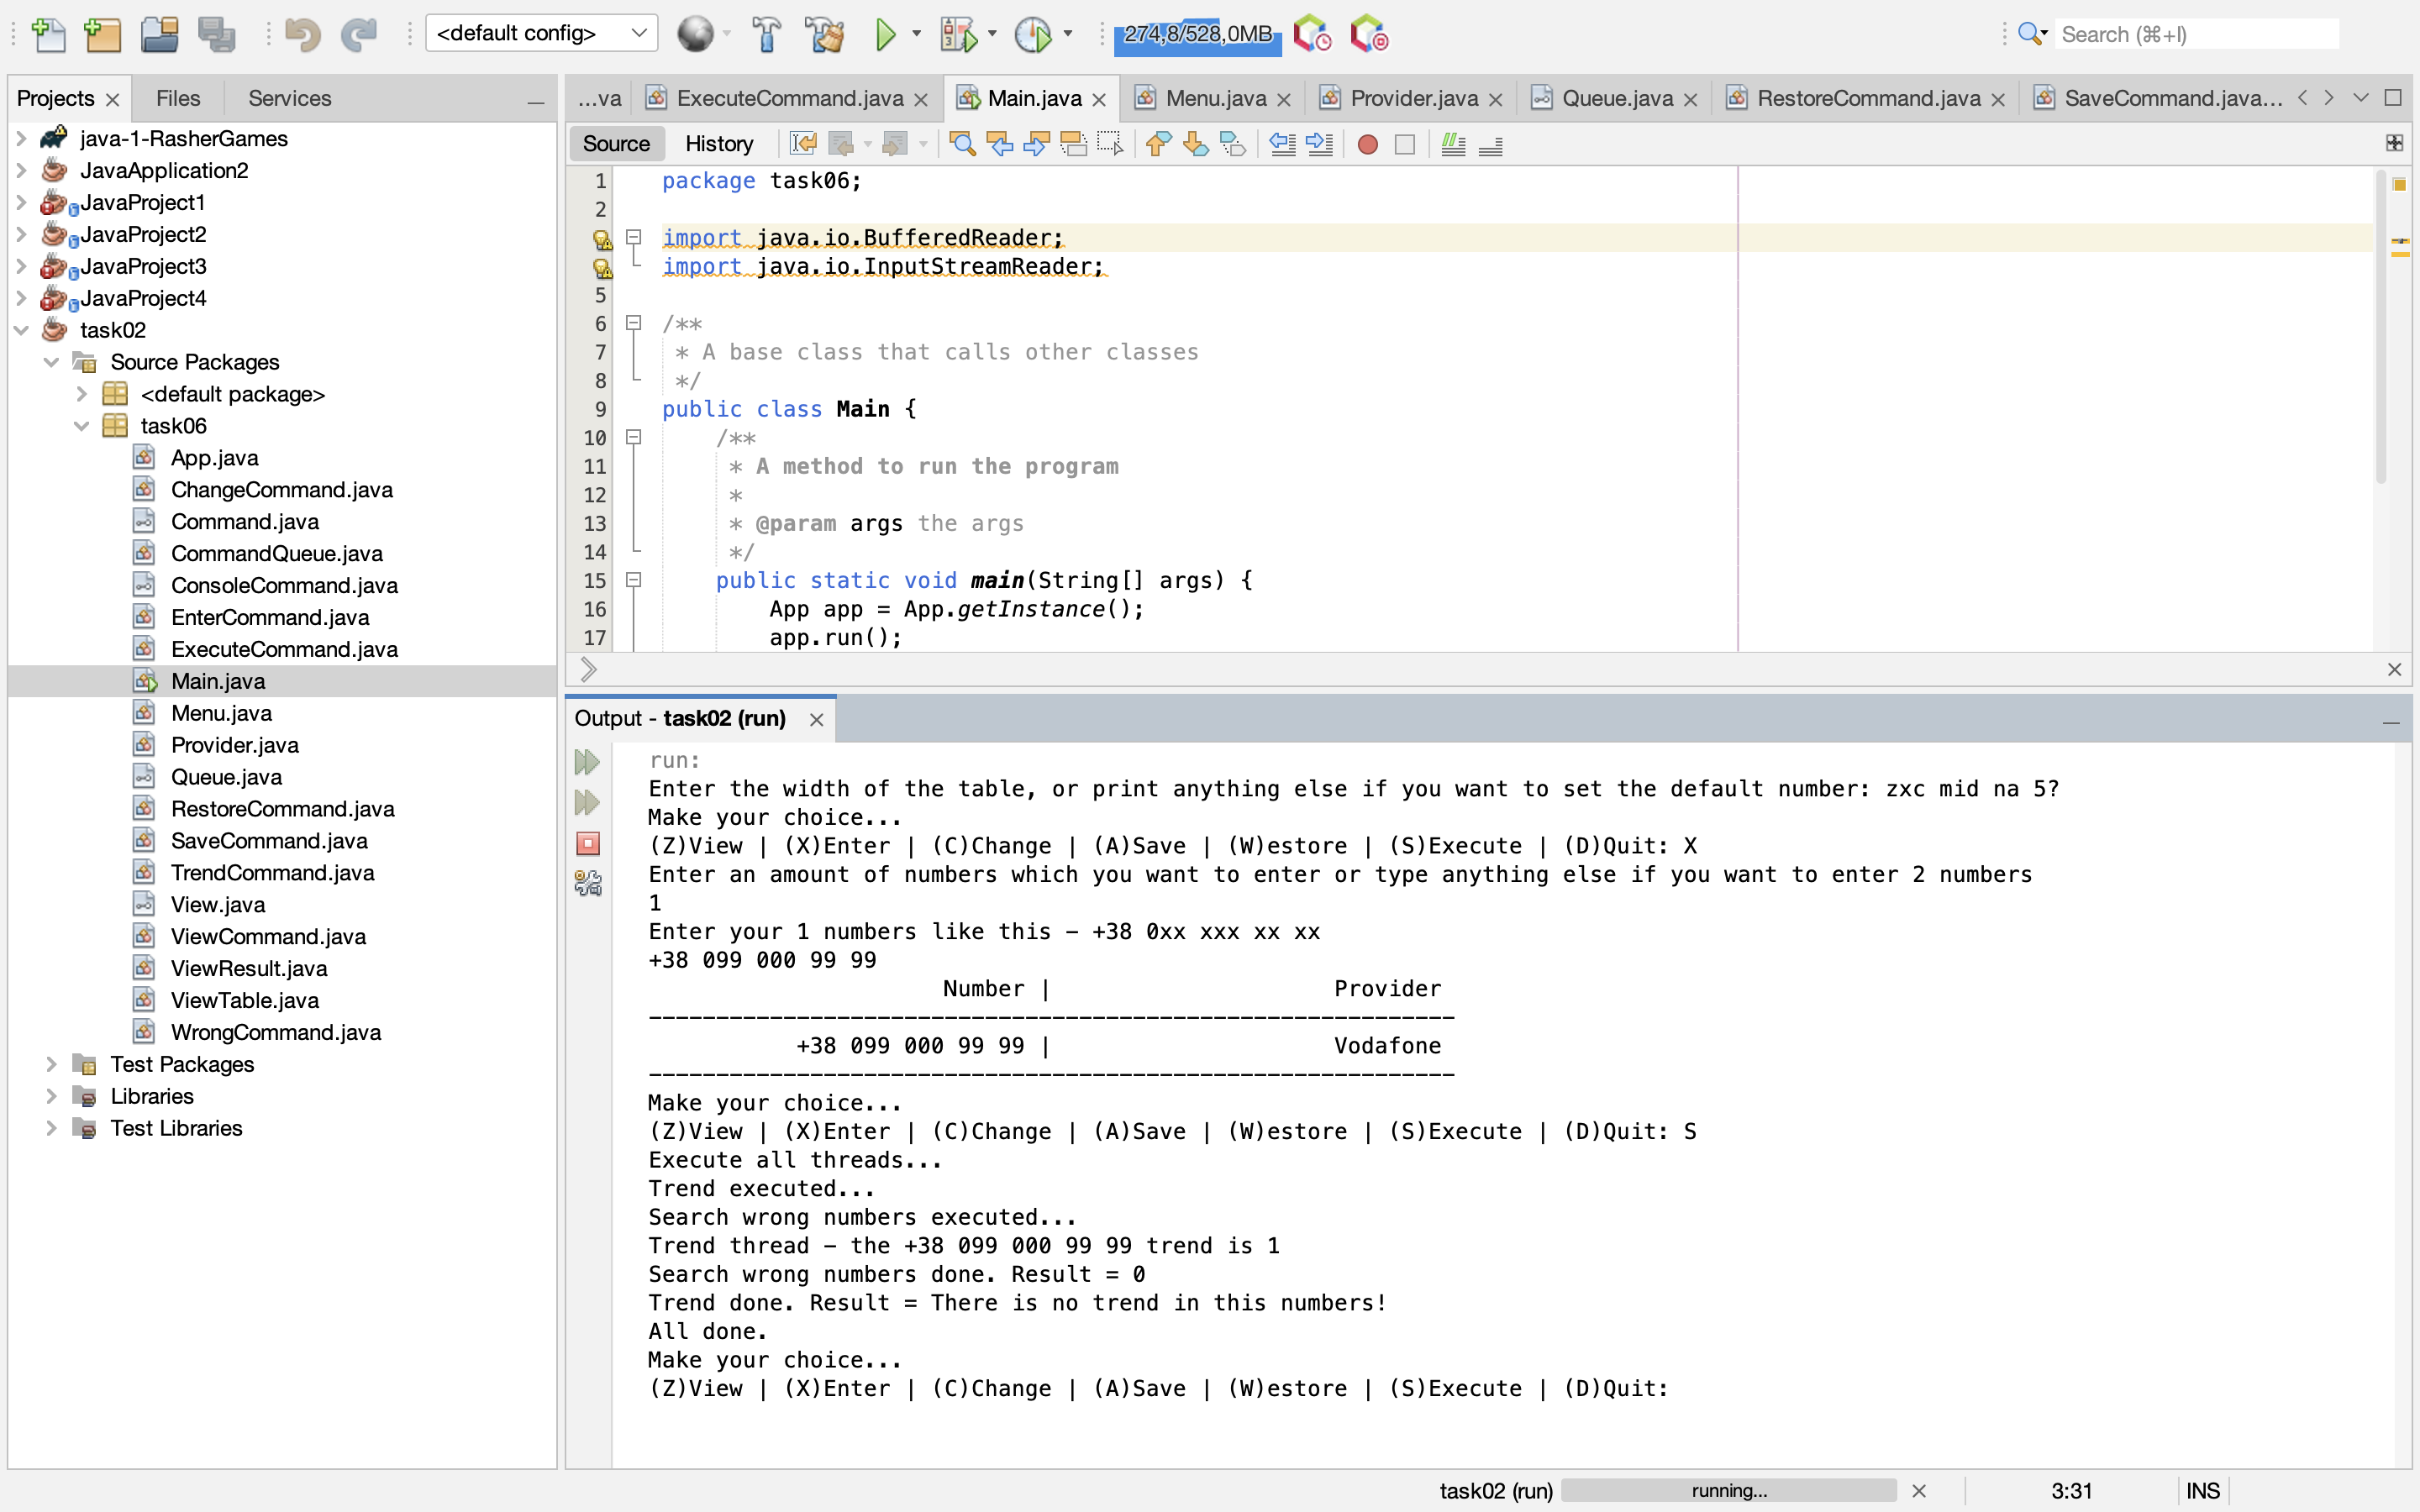 <default config>
274,8/528,0MB
Search (⌘+I)
Projects
Files
Services
java-1-RasherGames
JavaApplication2
JavaProject1
JavaProject2
JavaProject3
JavaProject4
task02
Source Packages
<default package>
task06
App.java
ChangeCommand.java
Command.java
CommandQueue.java
ConsoleCommand.java
EnterCommand.java
ExecuteCommand.java
Main.java
Menu.java
Provider.java
Queue.java
RestoreCommand.java
SaveCommand.java
TrendCommand.java
View.java
ViewCommand.java
ViewResult.java
ViewTable.java
WrongCommand.java
Test Packages
Libraries
Test Libraries
...va ExecuteCommand.java Main.java Menu.java Provider.java Queue.java RestoreCommand.java SaveCommand.java...
Source History
1 package task06;
2
import java.io.BufferedReader;
import java.io.InputStreamReader;
5
6 /**
7 * A base class that calls other classes
8 */
9 public class Main {
10 /**
11 * A method to run the program
12 *
13 * @param args the args
14 */
15 public static void main(String[] args) {
16 App app = App.getInstance();
17 app.run();
Output - task02 (run)
run:
Enter the width of the table, or print anything else if you want to set the default number: zxc mid na 5?
Make your choice...
(Z)View | (X)Enter | (C)Change | (A)Save | (W)estore | (S)Execute | (D)Quit: X
Enter an amount of numbers which you want to enter or type anything else if you want to enter 2 numbers
1
Enter your 1 numbers like this – +38 0xx xxx xx xx
+38 099 000 99 99
Number | Provider
------------------------------------------------------------
+38 099 000 99 99 | Vodafone
------------------------------------------------------------
Make your choice...
(Z)View | (X)Enter | (C)Change | (A)Save | (W)estore | (S)Execute | (D)Quit: S
Execute all threads...
Trend executed...
Search wrong numbers executed...
Trend thread – the +38 099 000 99 99 trend is 1
Search wrong numbers done. Result = 0
Trend done. Result = There is no trend in this numbers!
All done.
Make your choice...
(Z)View | (X)Enter | (C)Change | (A)Save | (W)estore | (S)Execute | (D)Quit:
task02 (run) running... 3:31 INS